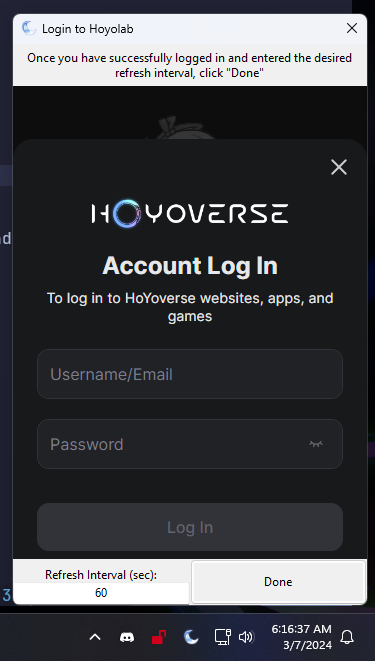 Login to Hoyolab
Once you have successfully logged in and entered the desired
refresh interval, click "Done"
HOYOVERSE
Account Log In
To log in to HoYoverse websites, apps, and
games
Username/Email
Password
Log In
Refresh Interval (sec):
60
Done
6:16:37 AM
3/7/2024